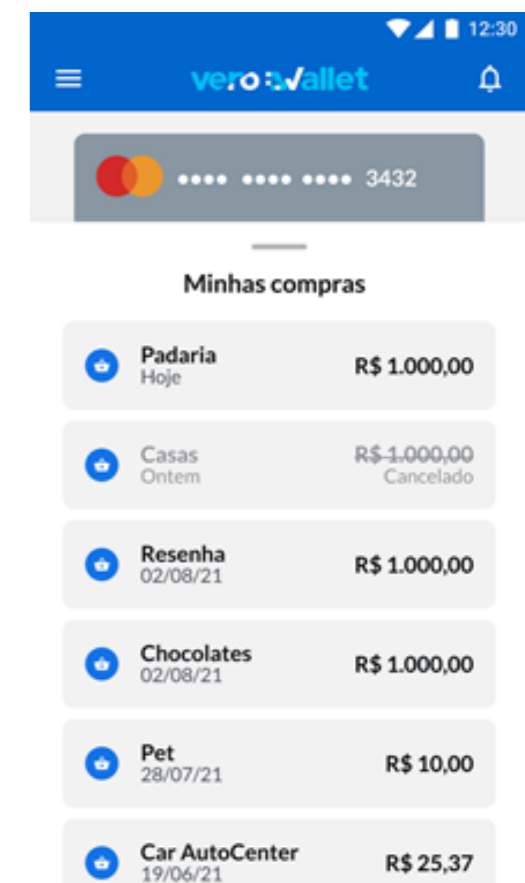 12:30
verowallet
•••• •••• •••• 3432
Minhas compras
Padaria
Hoje
R$ 1.000,00
Casas
Ontem
R$ 1.000,00
Cancelado
Resenha
02/08/21
R$ 1.000,00
Chocolates
02/08/21
R$ 1.000,00
Pet
28/07/21
R$ 10,00
Car AutoCenter
19/06/21
R$ 25,37